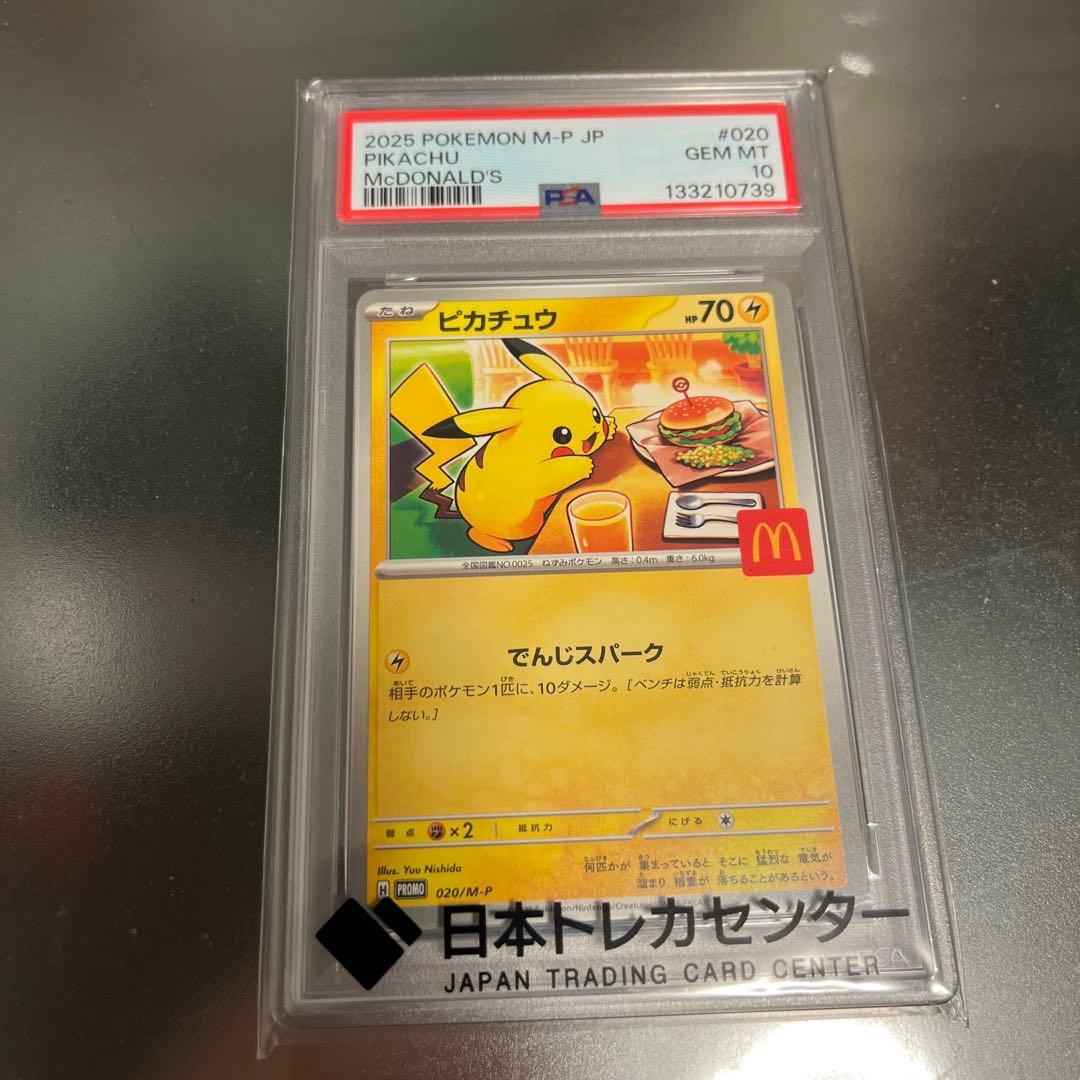 2025 POKEMON M-P JP #020
PIKACHU GEM MT
McDONALD'S 10
PSA 133210739
たね ピカチュウ HP 70
M
全国図鑑NO.0025 ねずみポケモン 高さ:0.4m 重さ:6.0kg
でんじスパーク
相手のポケモン1匹に、10ダメージ。[ベンチは弱点・抵抗力を計算
しない。]
弱点 ×2 抵抗力 にげる
Illus. Yuu Nishida
何匹かが 集まっていると そこに 猛烈な 電気が
溜まり 稲妻が 落ちることがあるという。
H PROMO 020/M-P
日本トレカセンター
JAPAN TRADING CARD CENTER